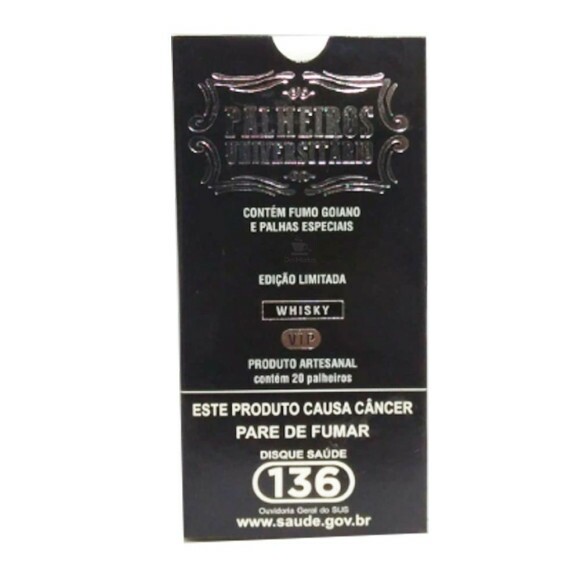 PALHEIROS
UNIVERSITÁRIO
CONTÉM FUMO GOIANO
E PALHAS ESPECIAIS
EDIÇÃO LIMITADA
WHISKY
VIP
PRODUTO ARTESANAL
contém 20 palheiros
ESTE PRODUTO CAUSA CÂNCER
PARE DE FUMAR
DISQUE SAÚDE
136
Ouvidoria Geral do SUS
www.saude.gov.br